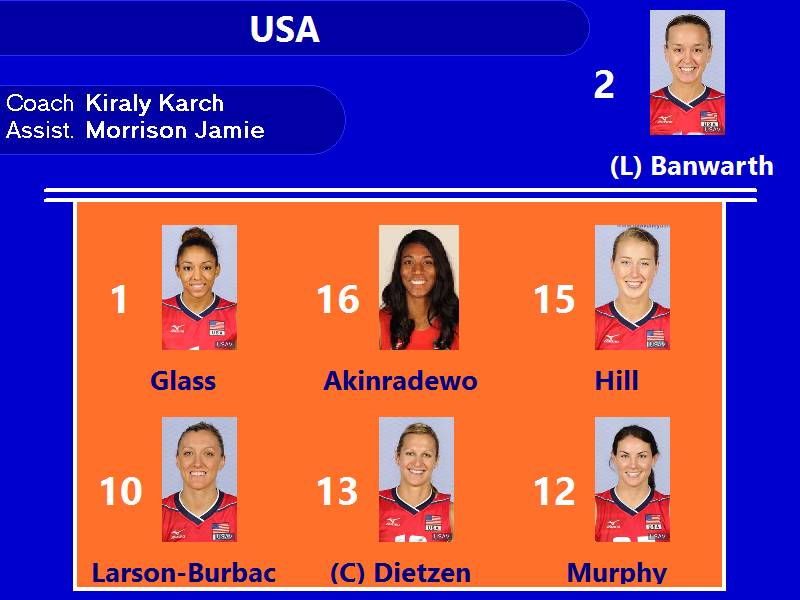 USA
Coach Kiraly Karch
Assist. Morrison Jamie
2
(L) Banwarth
1 16 15
Glass Akinradewo Hill
10 13 12
Larson-Burbac (C) Dietzen Murphy